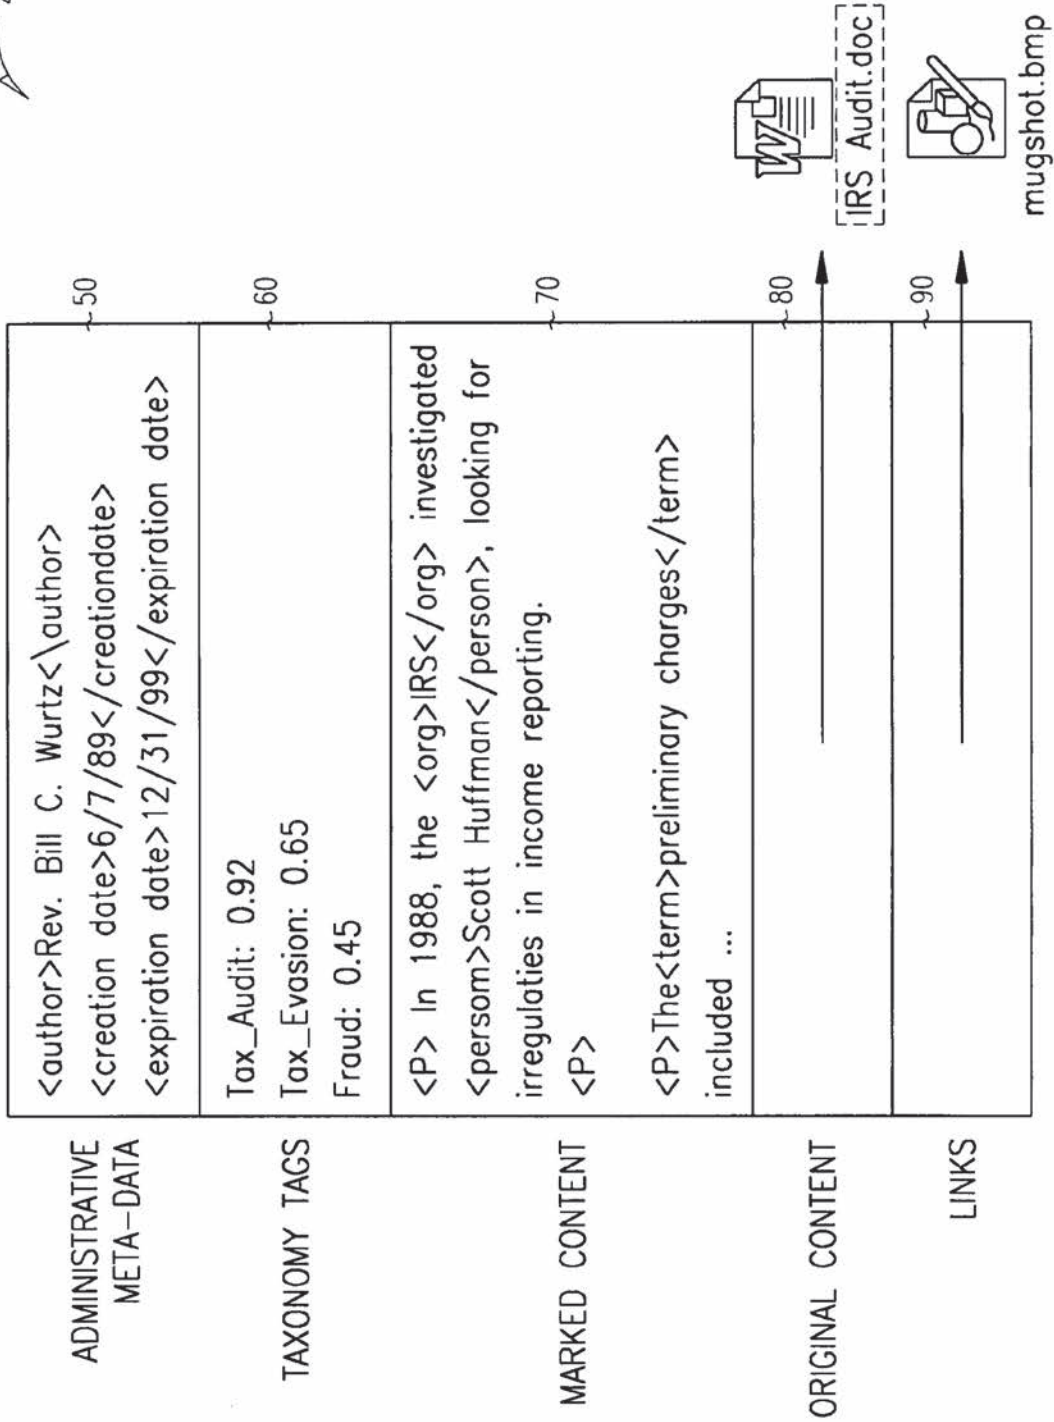 ADMINISTRATIVE
META-DATA
<author>Rev. Bill C. Wurtz<\author>
<creation date>6/7/89</creationdate>
<expiration date>12/31/99</expiration date>
50
TAXONOMY TAGS
Tax_Audit: 0.92
Tax_Evasion: 0.65
Fraud: 0.45
60
MARKED CONTENT
<P> In 1988, the <org>IRS</org> investigated
<persom>Scott Huffman</person>, looking for
irregulaties in income reporting.
<P>
<P>The<term>preliminary charges</term>
included ...
70
ORIGINAL CONTENT
80
W
IRS Audit.doc
LINKS
90
mugshot.bmp